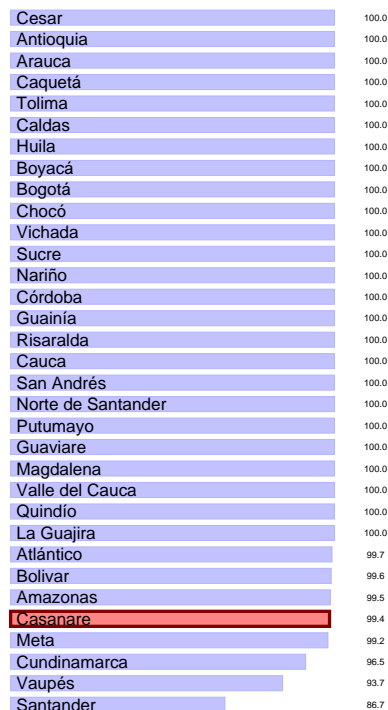 Cesar 100.0
Antioquia 100.0
Arauca 100.0
Caquetá 100.0
Tolima 100.0
Caldas 100.0
Huila 100.0
Boyacá 100.0
Bogotá 100.0
Chocó 100.0
Vichada 100.0
Sucre 100.0
Nariño 100.0
Córdoba 100.0
Guainía 100.0
Risaralda 100.0
Cauca 100.0
San Andrés 100.0
Norte de Santander 100.0
Putumayo 100.0
Guaviare 100.0
Magdalena 100.0
Valle del Cauca 100.0
Quindío 100.0
La Guajira 100.0
Atlántico 99.7
Bolivar 99.6
Amazonas 99.5
Casanare 99.4
Meta 99.2
Cundinamarca 96.5
Vaupés 93.7
Santander 86.7